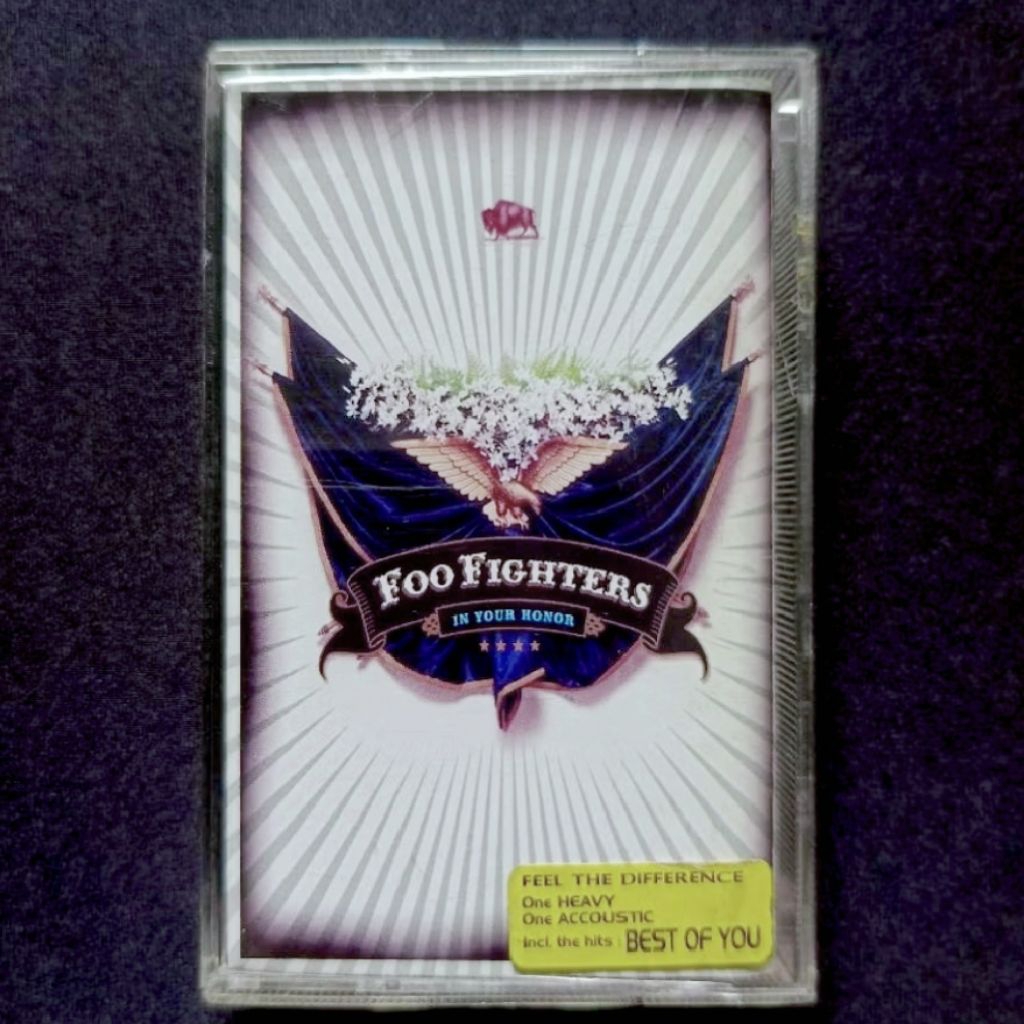 FOO FIGHTERS
IN YOUR HONOR
FEEL THE DIFFERENCE
One HEAVY
One ACCOUSTIC
Incl. the hits : BEST OF YOU